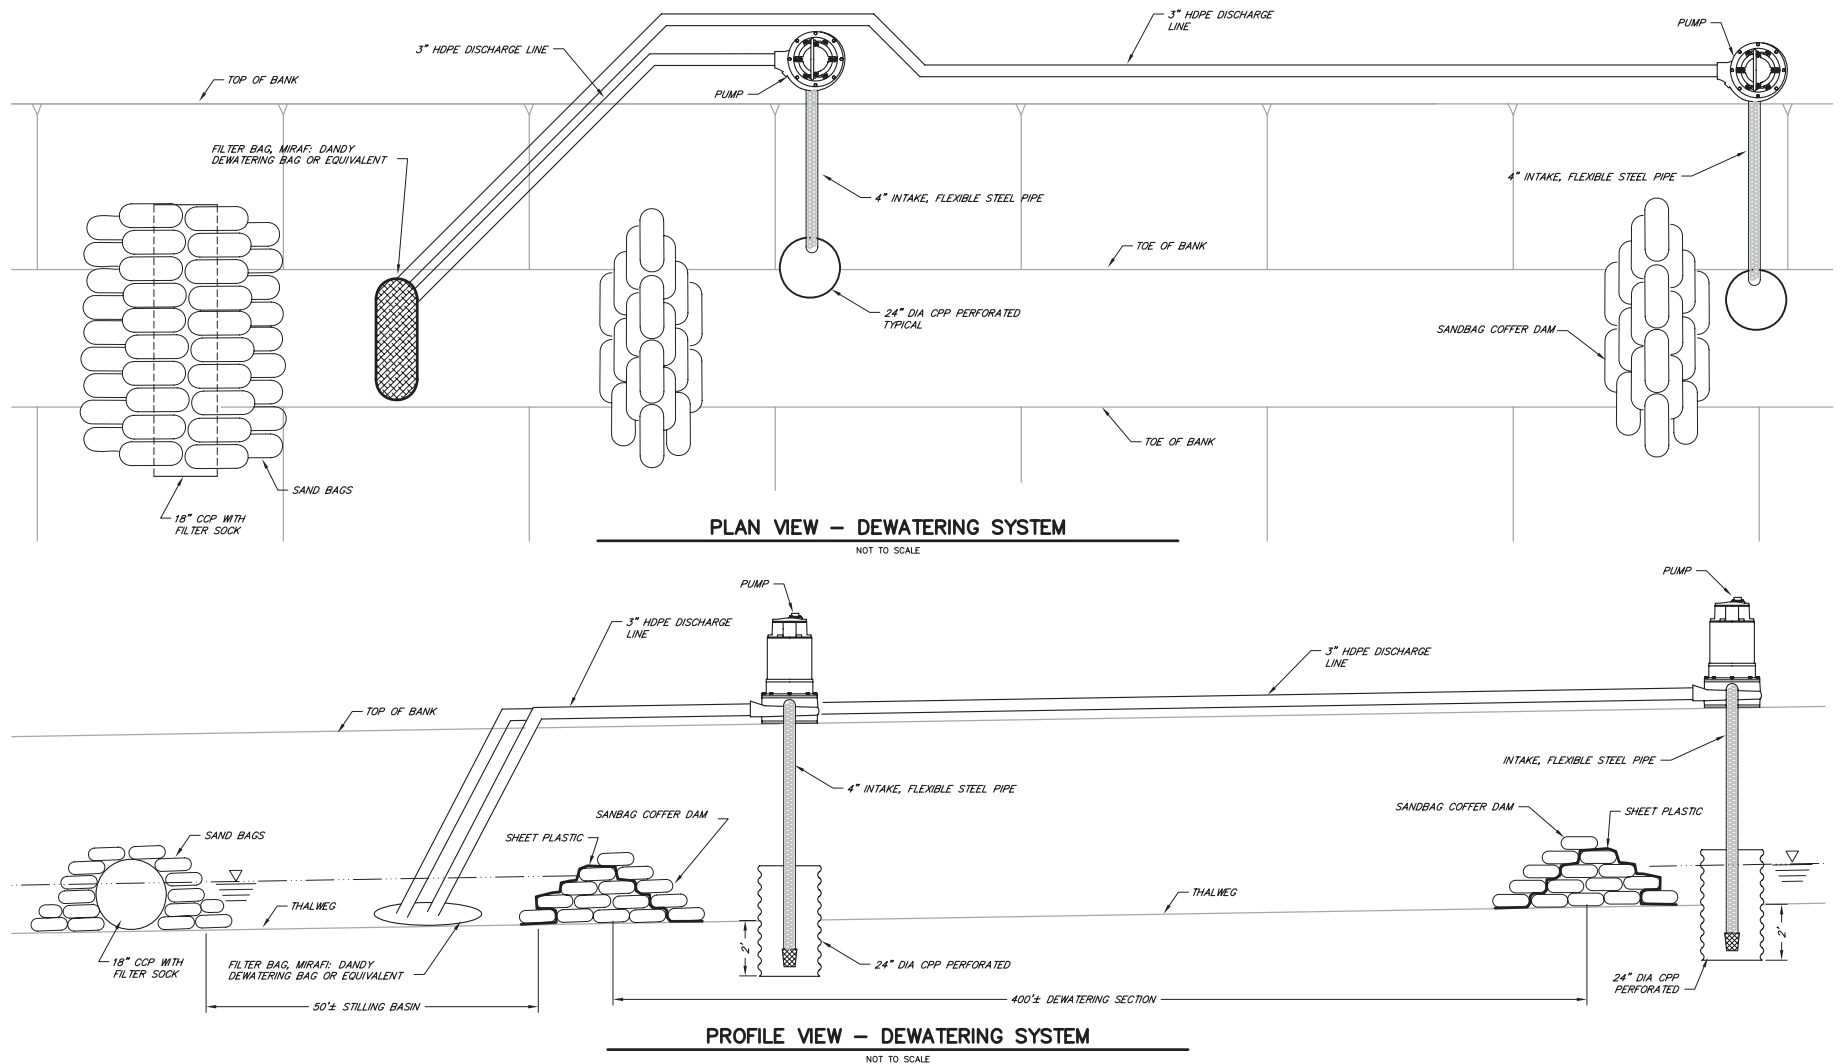 3" HDPE DISCHARGE
LINE
PUMP
3" HDPE DISCHARGE LINE
TOP OF BANK
PUMP
FILTER BAG, MIRAF: DANDY
DEWATERING BAG OR EQUIVALENT
4" INTAKE, FLEXIBLE STEEL PIPE
4" INTAKE, FLEXIBLE STEEL PIPE
TOE OF BANK
24" DIA CPP PERFORATED
TYPICAL
SANDBAG COFFER DAM
TOE OF BANK
SAND BAGS
18" CCP WITH
FILTER SOCK
PLAN VIEW – DEWATERING SYSTEM
NOT TO SCALE
PUMP
PUMP
3" HDPE DISCHARGE
LINE
3" HDPE DISCHARGE
LINE
TOP OF BANK
INTAKE, FLEXIBLE STEEL PIPE
4" INTAKE, FLEXIBLE STEEL PIPE
SANBAG COFFER DAM
SANDBAG COFFER DAM
SHEET PLASTIC
SAND BAGS
SHEET PLASTIC
THALWEG
THALWEG
2'
2'
18" CCP WITH
FILTER SOCK
FILTER BAG, MIRAFI: DANDY
DEWATERING BAG OR EQUIVALENT
24" DIA CPP PERFORATED
24" DIA CPP
PERFORATED
50'± STILLING BASIN
400'± DEWATERING SECTION
PROFILE VIEW – DEWATERING SYSTEM
NOT TO SCALE